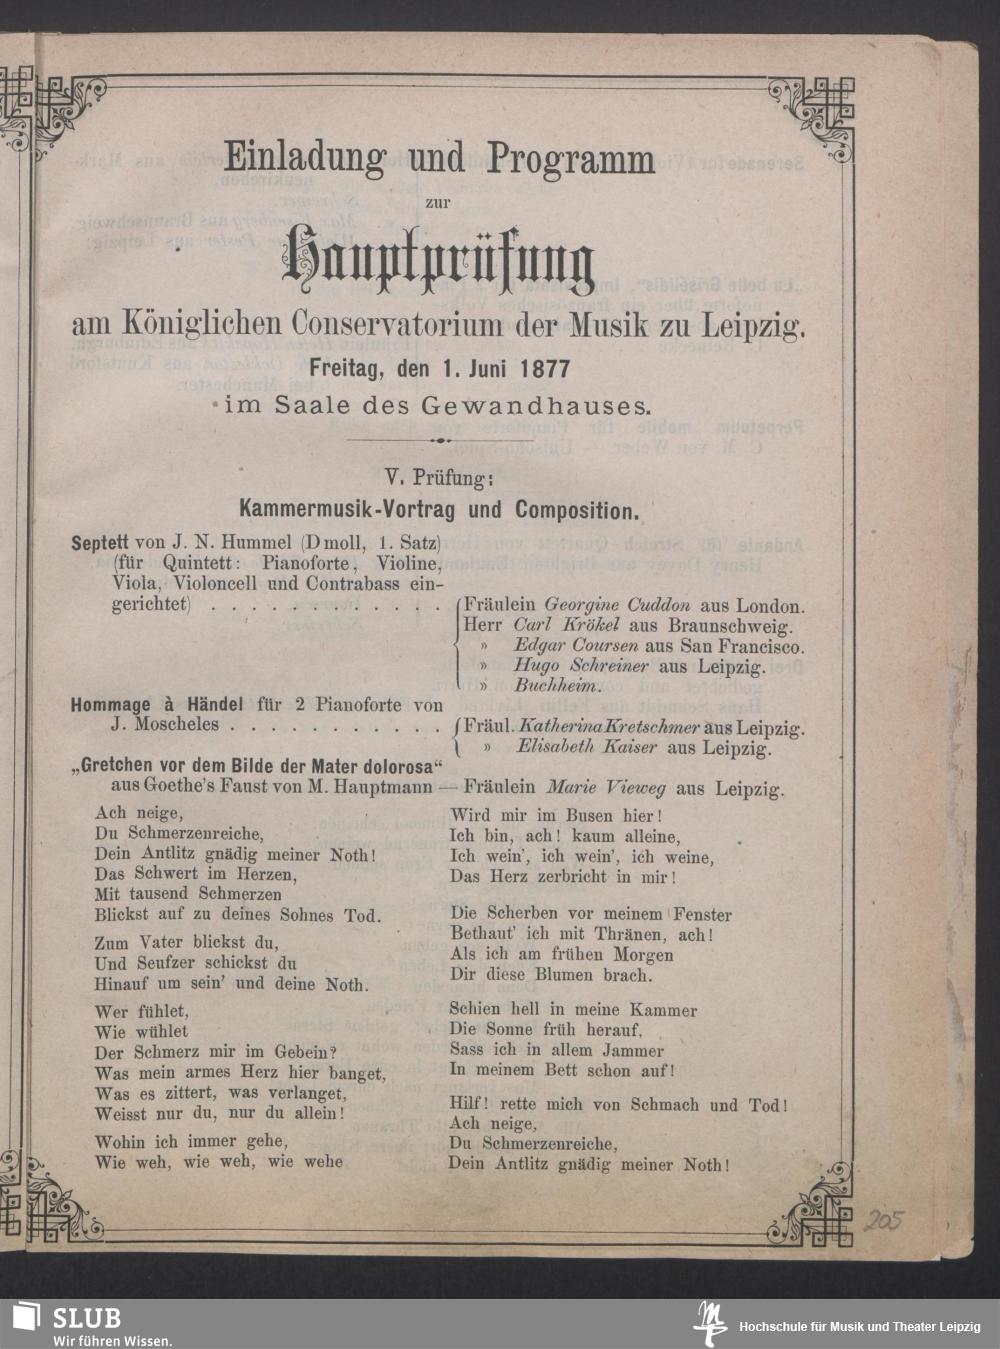 Einladung und Programm
zur
Hauptprüfung
am Königlichen Conservatorium der Musik zu Leipzig.
Freitag, den 1. Juni 1877
im Saale des Gewandhauses.
V. Prüfung:
Kammermusik-Vortrag und Composition.
Septett von J. N. Hummel (D moll, 1. Satz)
(für Quintett: Pianoforte, Violine,
Viola, Violoncell und Contrabass ein-
gerichtet) . . . . . . . . . . . . Fräulein Georgine Cuddon aus London.
Herr Carl Krökel aus Braunschweig.
» Edgar Coursen aus San Francisco.
» Hugo Schreiner aus Leipzig.
» Buchheim.
Hommage à Händel für 2 Pianoforte von
J. Moscheles . . . . . . . . . . . Fräul. Katherina Kretschmer aus Leipzig.
» Elisabeth Kaiser aus Leipzig.
„Gretchen vor dem Bilde der Mater dolorosa“
aus Goethe's Faust von M. Hauptmann — Fräulein Marie Vieweg aus Leipzig.
Ach neige,
Du Schmerzenreiche,
Dein Antlitz gnädig meiner Noth!
Das Schwert im Herzen,
Mit tausend Schmerzen
Blickst auf zu deines Sohnes Tod.
Zum Vater blickst du,
Und Seufzer schickst du
Hinauf um sein' und deine Noth.
Wer fühlet,
Wie wühlet
Der Schmerz mir im Gebein?
Was mein armes Herz hier banget,
Was es zittert, was verlanget,
Weisst nur du, nur du allein!
Wohin ich immer gehe,
Wie weh, wie weh, wie wehe
Wird mir im Busen hier!
Ich bin, ach! kaum alleine,
Ich wein', ich wein', ich weine,
Das Herz zerbricht in mir!
Die Scherben vor meinem Fenster
Bethaut' ich mit Thränen, ach!
Als ich am frühen Morgen
Dir diese Blumen brach.
Schien hell in meine Kammer
Die Sonne früh herauf,
Sass ich in allem Jammer
In meinem Bett schon auf!
Hilf! rette mich von Schmach und Tod!
Ach neige,
Du Schmerzenreiche,
Dein Antlitz gnädig meiner Noth!
205
SLUB
Wir führen Wissen.
Hochschule für Musik und Theater Leipzig